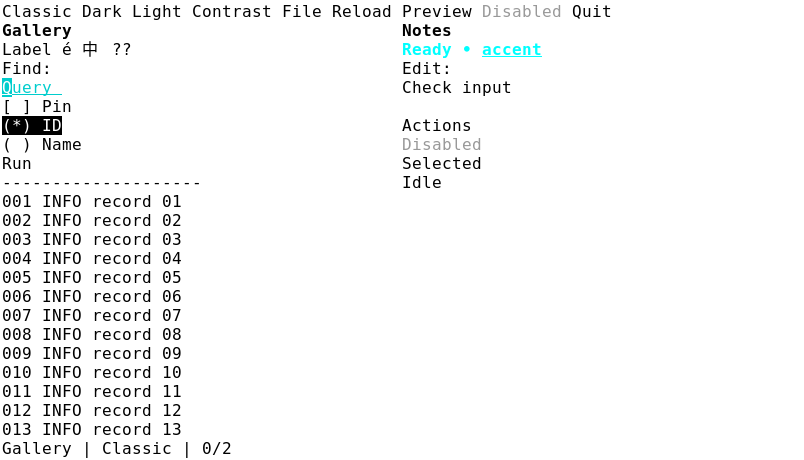 Classic Dark Light Contrast File Reload Preview Disabled Quit
Gallery
Label é 中 ??
Find:
Query
[ ] Pin
(*) ID
( ) Name
Run
--------------------
001 INFO record 01
002 INFO record 02
003 INFO record 03
004 INFO record 04
005 INFO record 05
006 INFO record 06
007 INFO record 07
008 INFO record 08
009 INFO record 09
010 INFO record 10
011 INFO record 11
012 INFO record 12
013 INFO record 13
Notes
Ready • accent
Edit:
Check input
Actions
Disabled
Selected
Idle
Gallery | Classic | 0/2